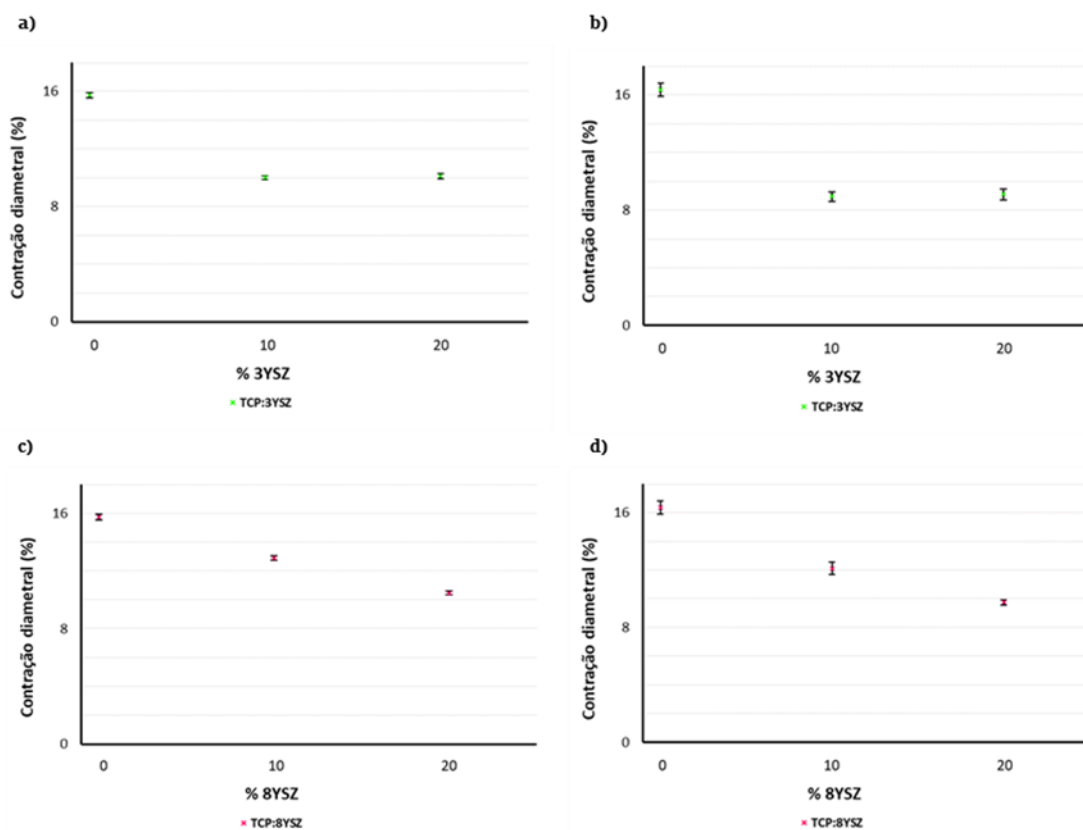 a)
16
8
0
Contração diametral (%)
0 10 20
% 3YSZ
TCP:3YSZ
b)
16
8
0
Contração diametral (%)
0 10 20
% 3YSZ
TCP:3YSZ
c)
16
8
0
Contração diametral (%)
0 10 20
% 8YSZ
TCP:8YSZ
d)
16
8
0
Contração diametral (%)
0 10 20
% 8YSZ
TCP:8YSZ